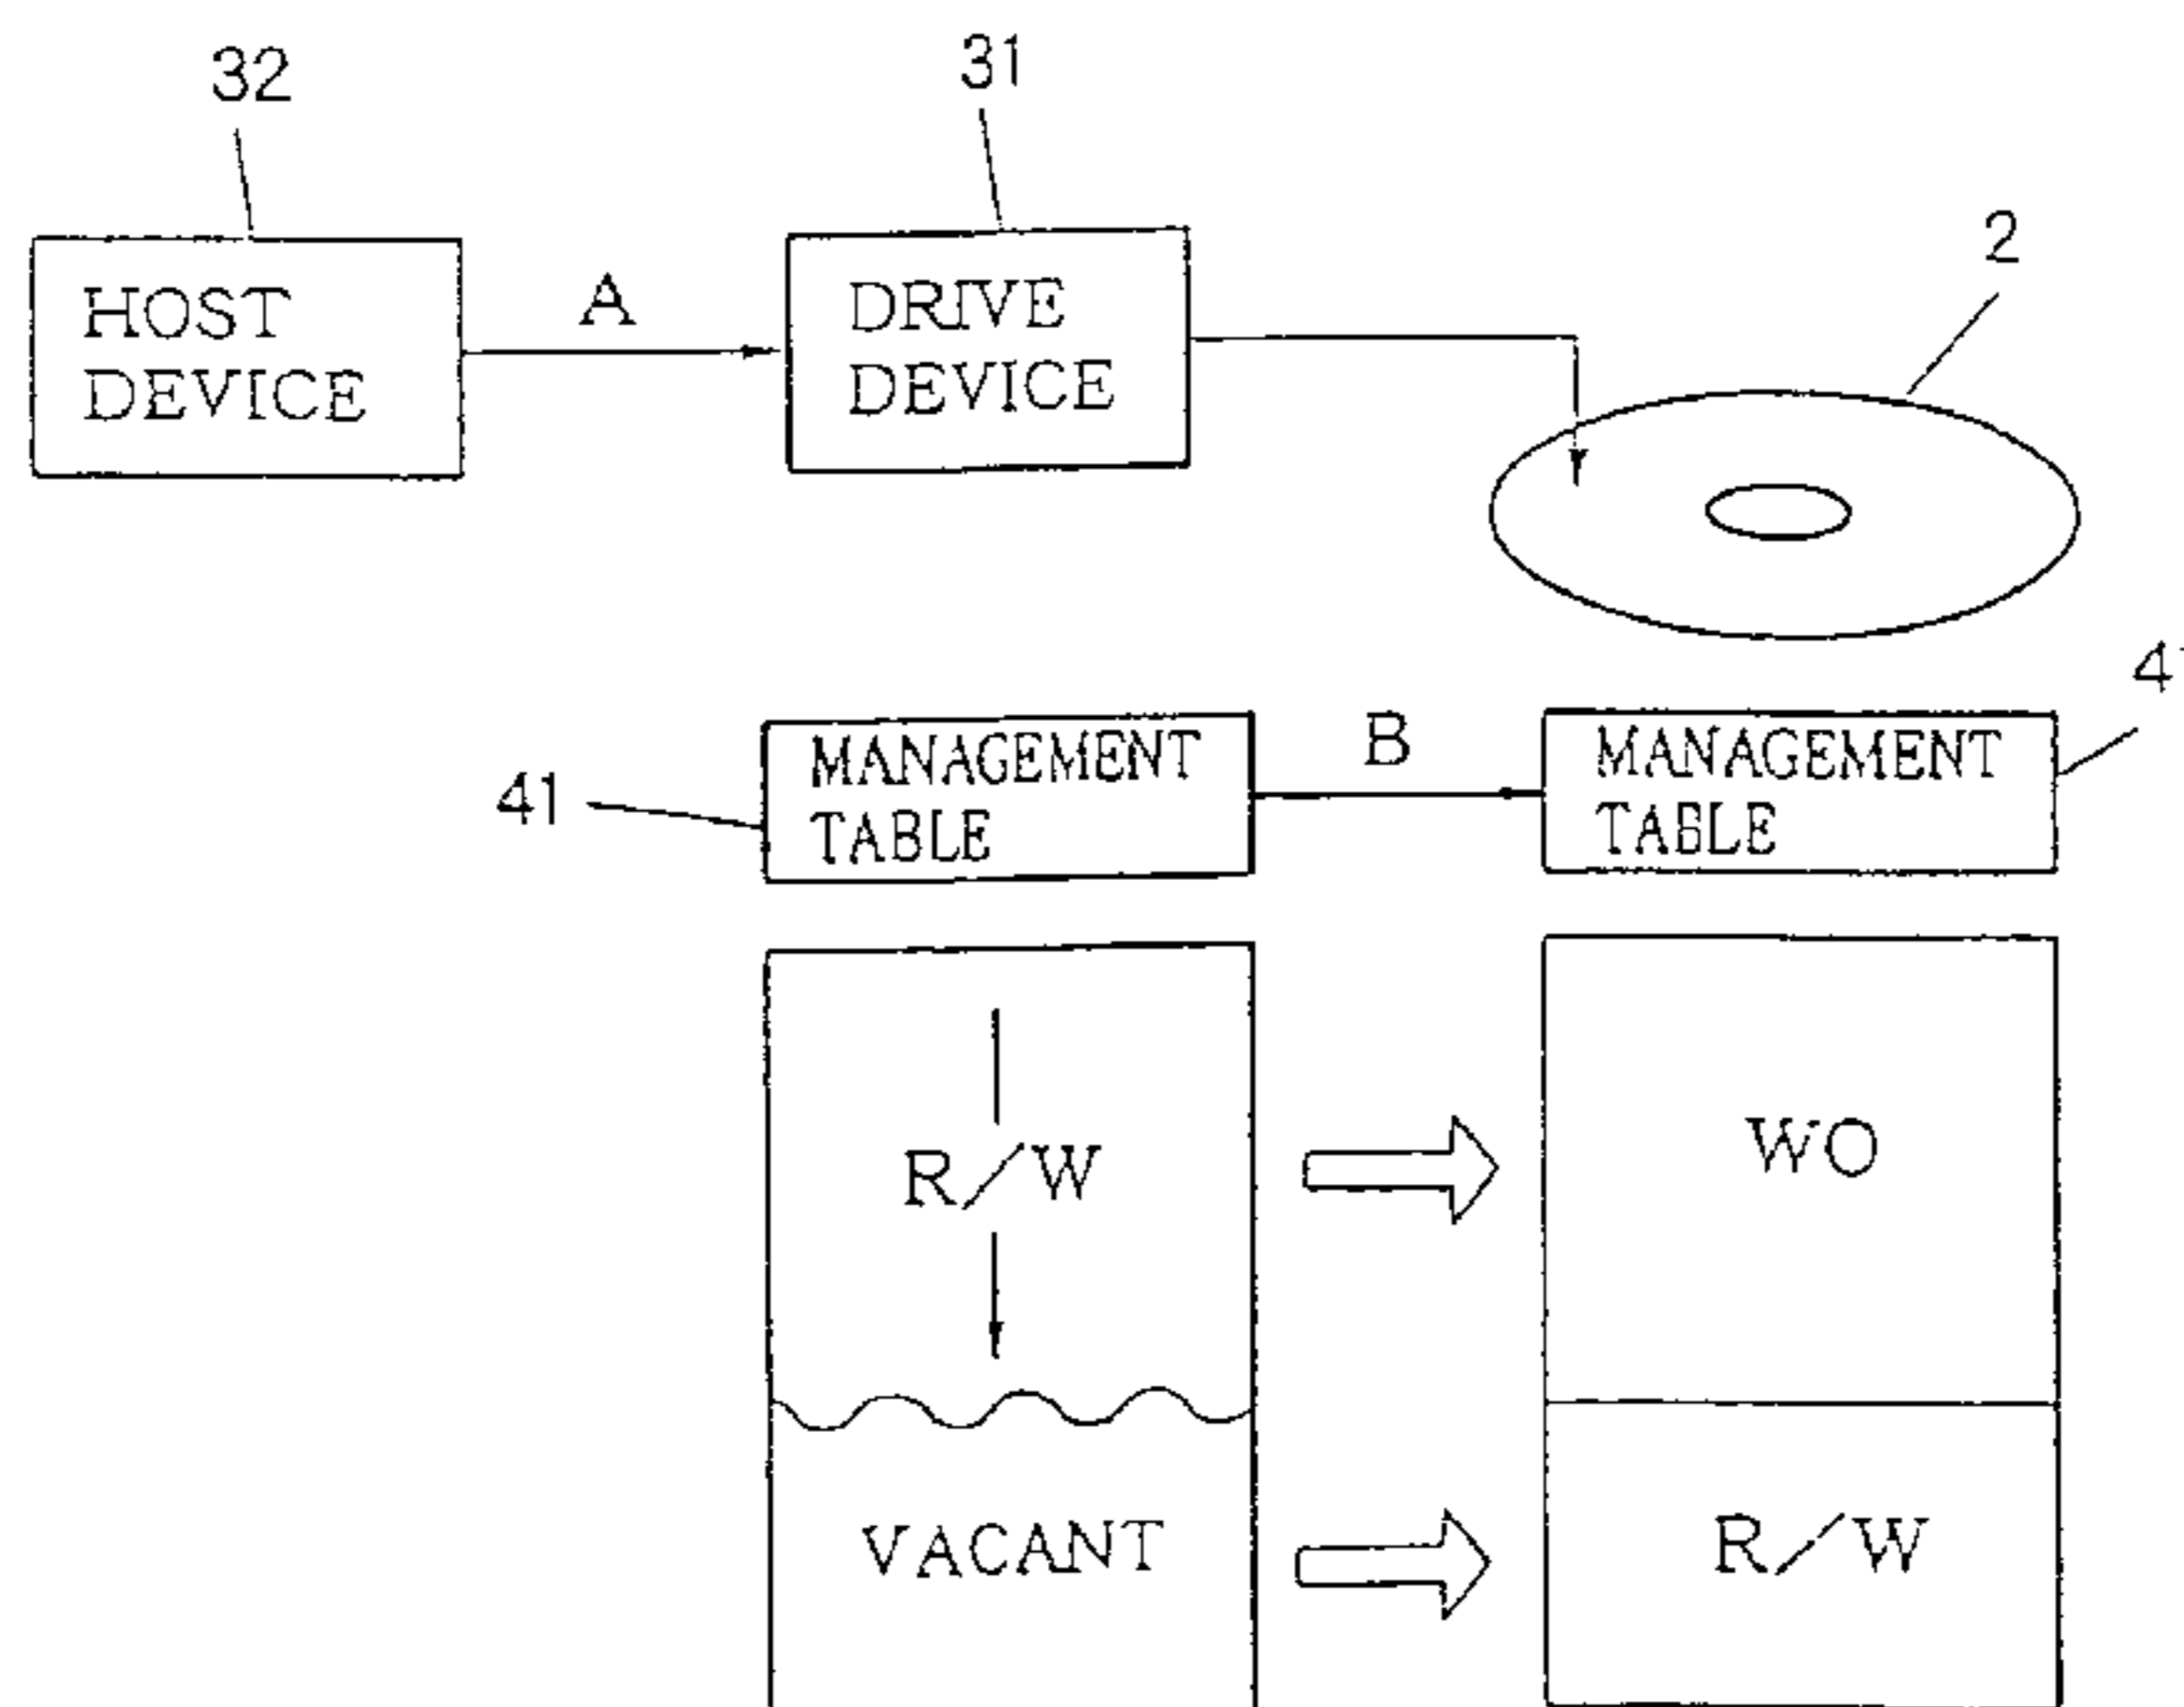 32
31
2
HOST
DEVICE
A
DRIVE
DEVICE
MANAGEMENT
TABLE
B
MANAGEMENT
TABLE
41
R/W
WO
VACANT
R/W